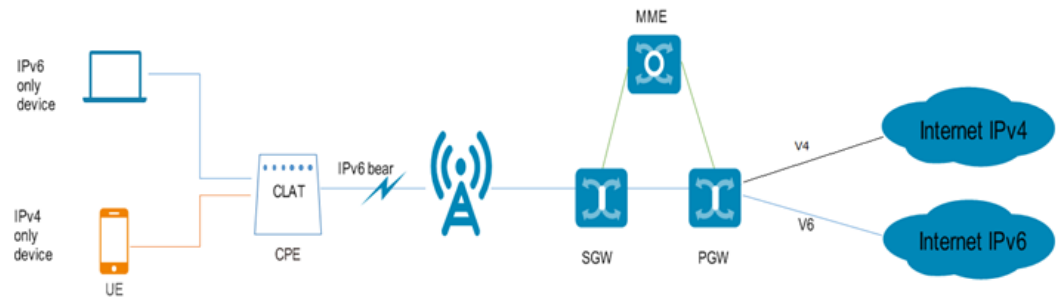 MME
IPv6
only
device
Internet IPv4
V4
IPv6 bear
CLAT
IPv4
only
device
V6
Internet IPv6
CPE
SGW
PGW
UE